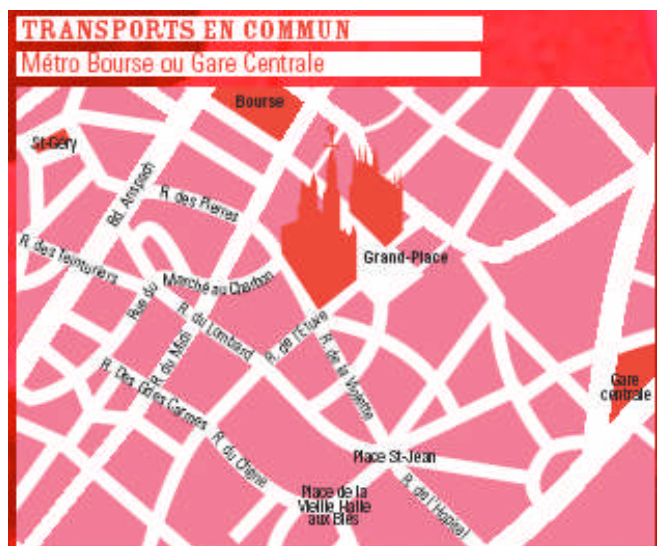 TRANSPORTS EN COMMUN
Métro Bourse ou Gare Centrale
Bourse
St-Géry
Bd. Anspach
R. des Pierres
Grand-Place
R. des Teinturiers
Rue du
Marché au Charbon
R. du Midi
R. du Lombard
R. de l'Etuve
R. de la Violette
Gare
centrale
R. Des Gdes Carmes
R. du Chêne
Place St-Jean
Place de la
Vieille Halle
aux Blés
R. de l'Hopital